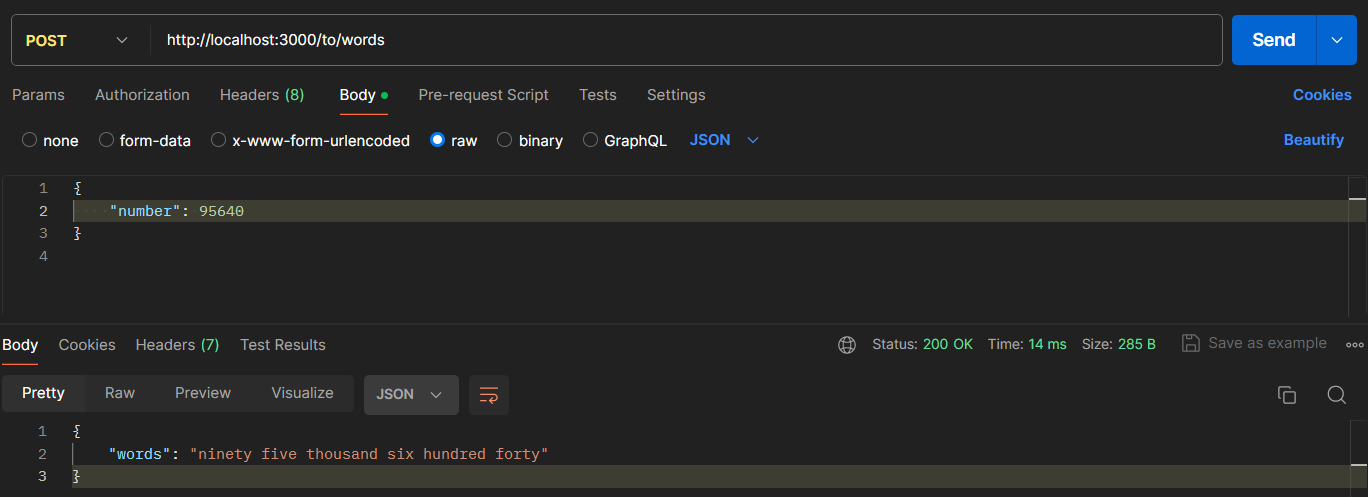 POST http://localhost:3000/to/words Send
Params Authorization Headers (8) Body Pre-request Script Tests Settings Cookies
none form-data x-www-form-urlencoded raw binary GraphQL JSON Beautify
1 {
2 "number": 95640
3 }
4
Body Cookies Headers (7) Test Results Status: 200 OK Time: 14 ms Size: 285 B Save as example
Pretty Raw Preview Visualize JSON
1 {
2 "words": "ninety five thousand six hundred forty"
3 }